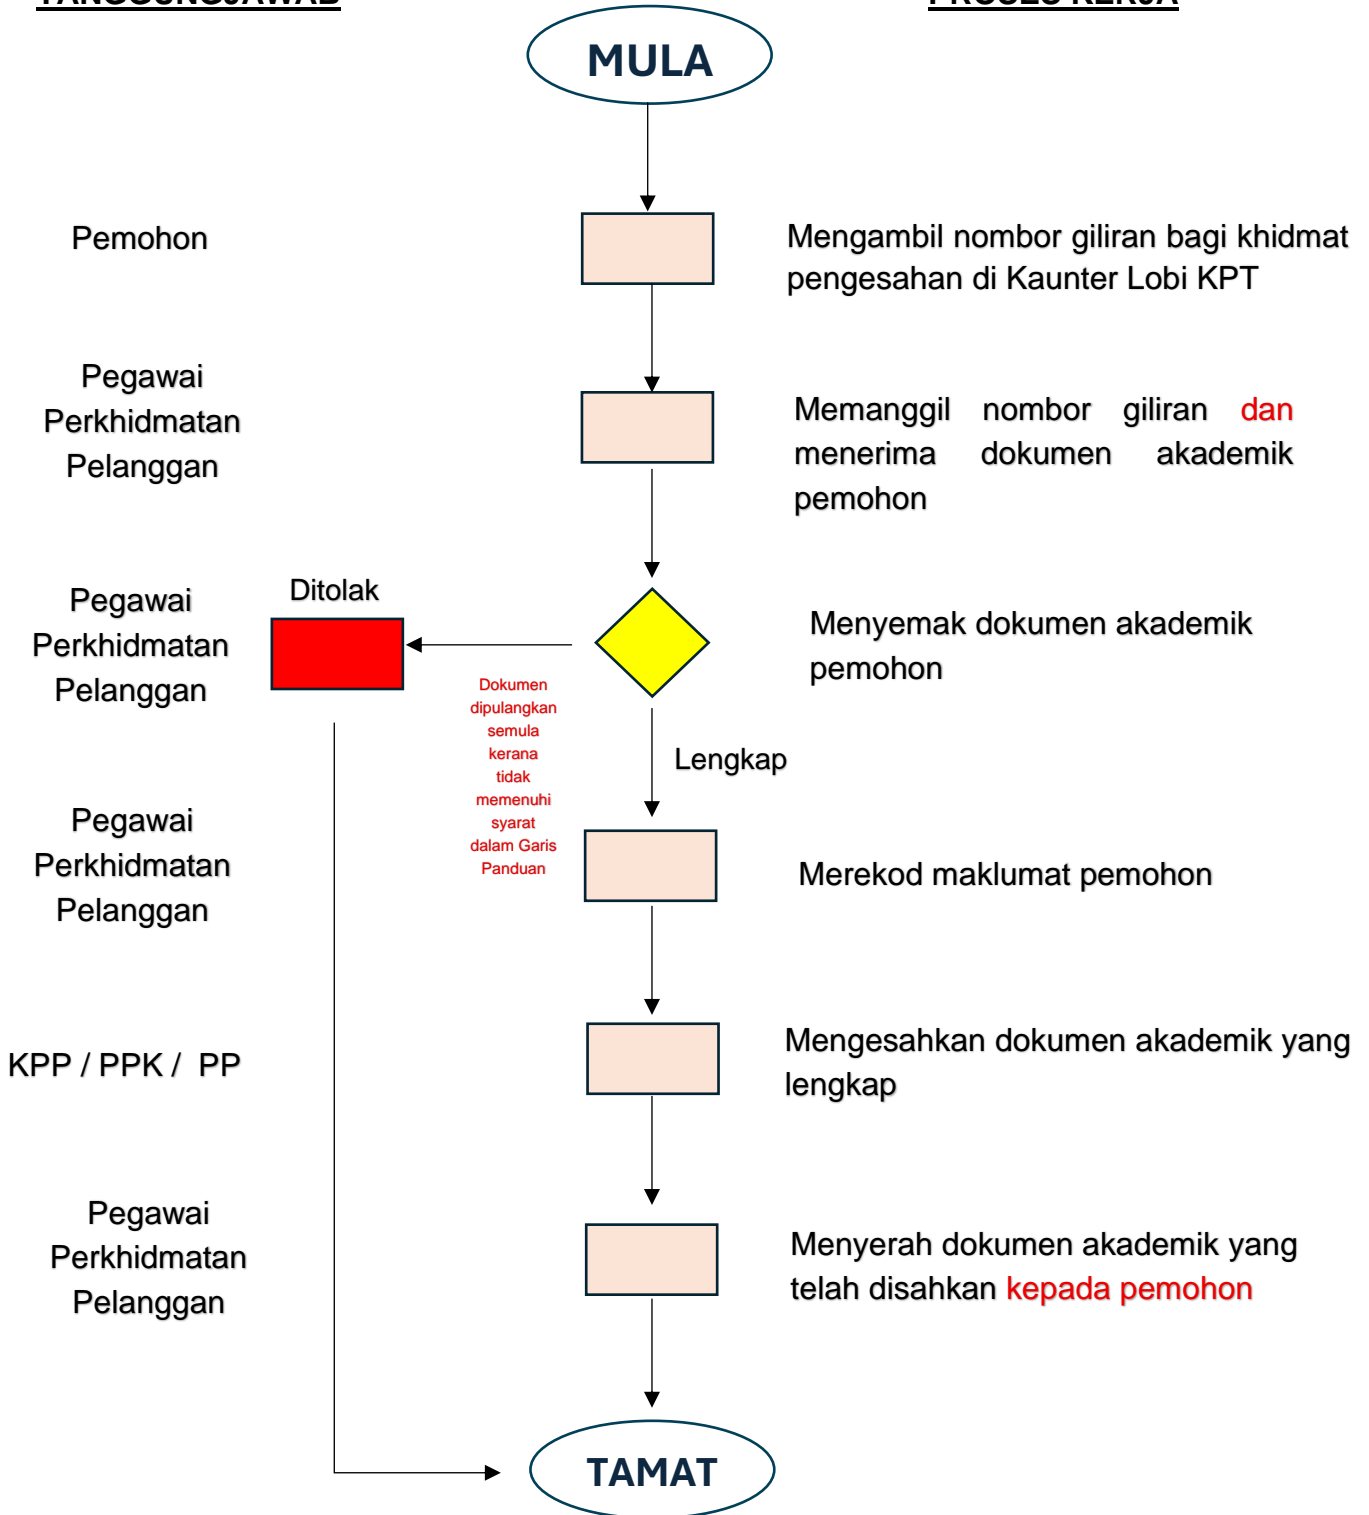 TANGGUNGJAWAB
PROSES KERJA
MULA
Pemohon
Mengambil nombor giliran bagi khidmat
pengesahan di Kaunter Lobi KPT
Pegawai
Perkhidmatan
Pelanggan
Memanggil nombor giliran dan
menerima dokumen akademik
pemohon
Pegawai
Perkhidmatan
Pelanggan
Ditolak
Dokumen
dipulangkan
semula
kerana
tidak
memenuhi
syarat
dalam Garis
Panduan
Menyemak dokumen akademik
pemohon
Lengkap
Pegawai
Perkhidmatan
Pelanggan
Merekod maklumat pemohon
KPP / PPK / PP
Mengesahkan dokumen akademik yang
lengkap
Pegawai
Perkhidmatan
Pelanggan
Menyerah dokumen akademik yang
telah disahkan kepada pemohon
TAMAT